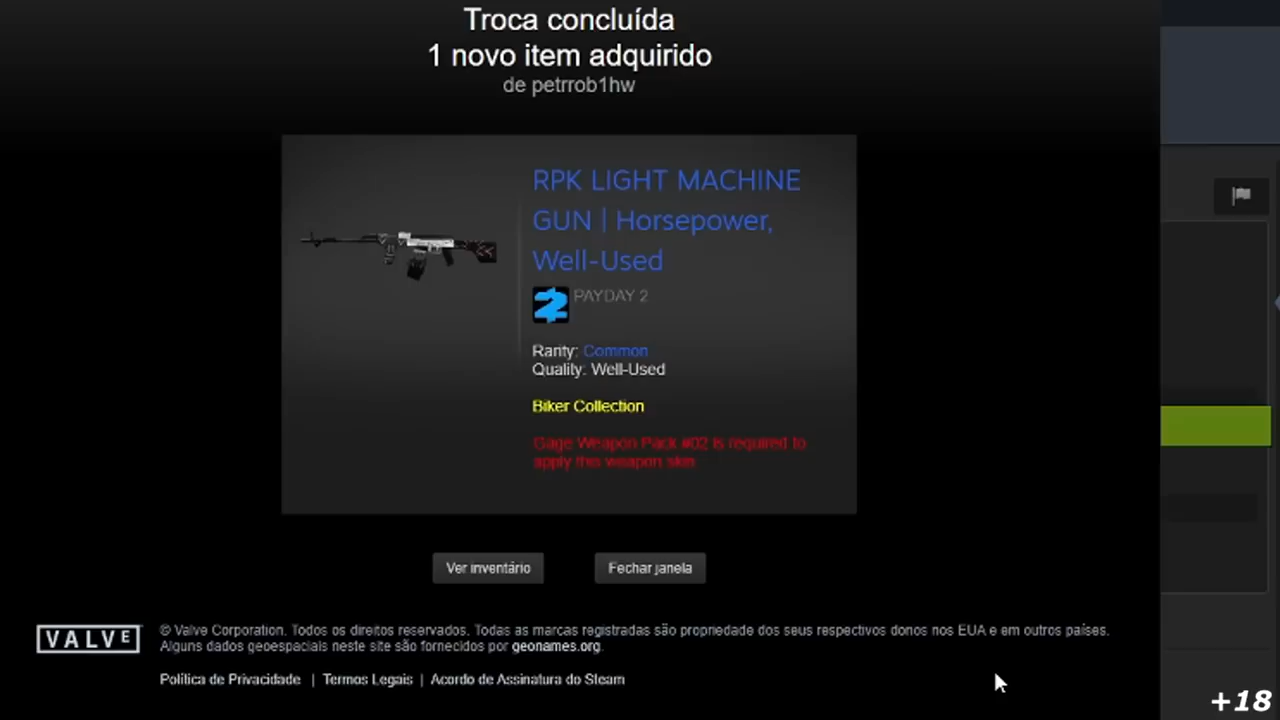 Troca concluída
1 novo item adquirido
de petrrob1hw
RPK LIGHT MACHINE
GUN | Horsepower,
Well-Used
2
PAYDAY 2
Rarity: Common
Quality: Well-Used
Biker Collection
Gage Weapon Pack #02 is required to
apply this weapon skin
Ver inventário
Fechar janela
VALVE
© Valve Corporation. Todos os direitos reservados. Todas as marcas registradas são propriedade dos seus respectivos donos nos EUA e em outros países.
Alguns dados geoespaciais neste site são fornecidos por geonames.org.
Política de Privacidade | Termos Legais | Acordo de Assinatura do Steam
+18